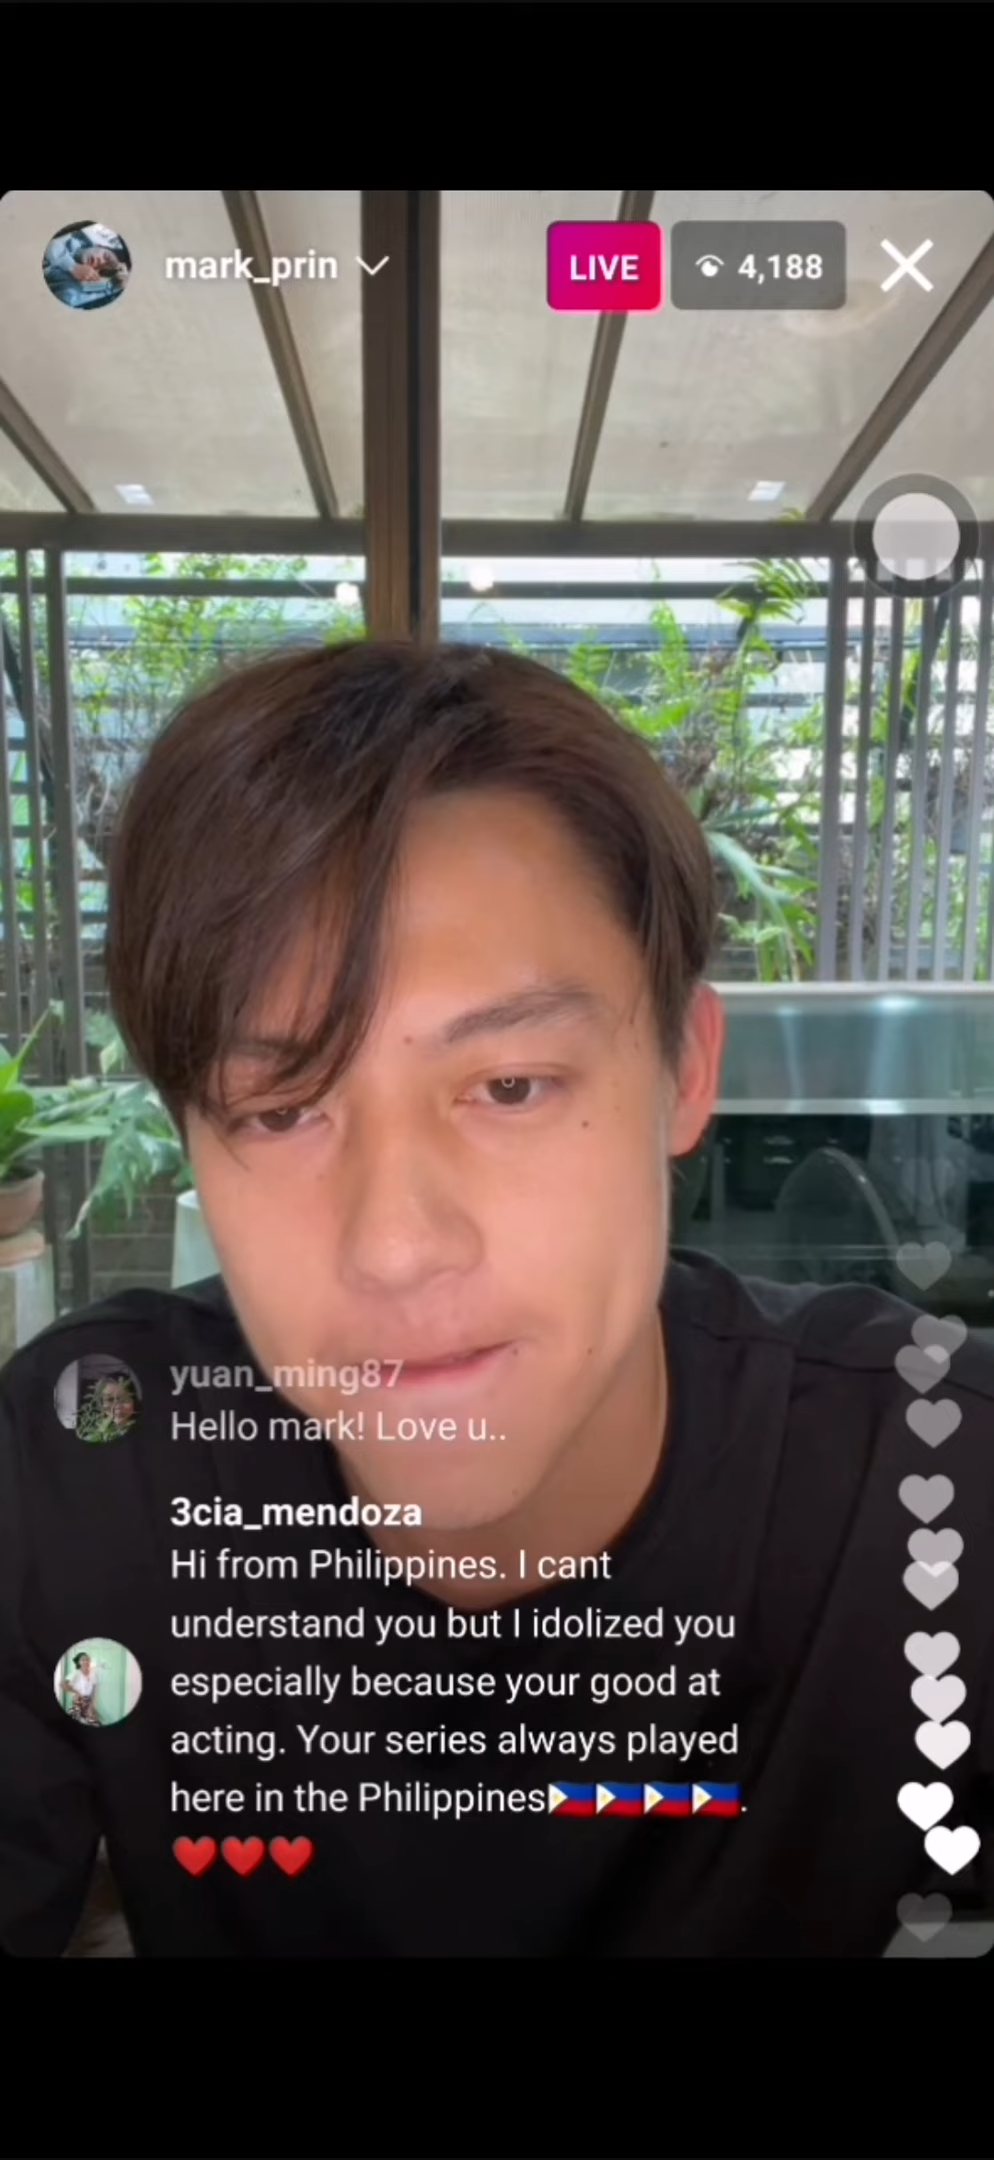 mark_prin
LIVE
4,188
yuan_ming87
Hello mark! Love u..
3cia_mendoza
Hi from Philippines. I cant
understand you but I idolized you
especially because your good at
acting. Your series always played
here in the Philippines🇵🇭🇵🇭🇵🇭🇵🇭.
❤️❤️❤️